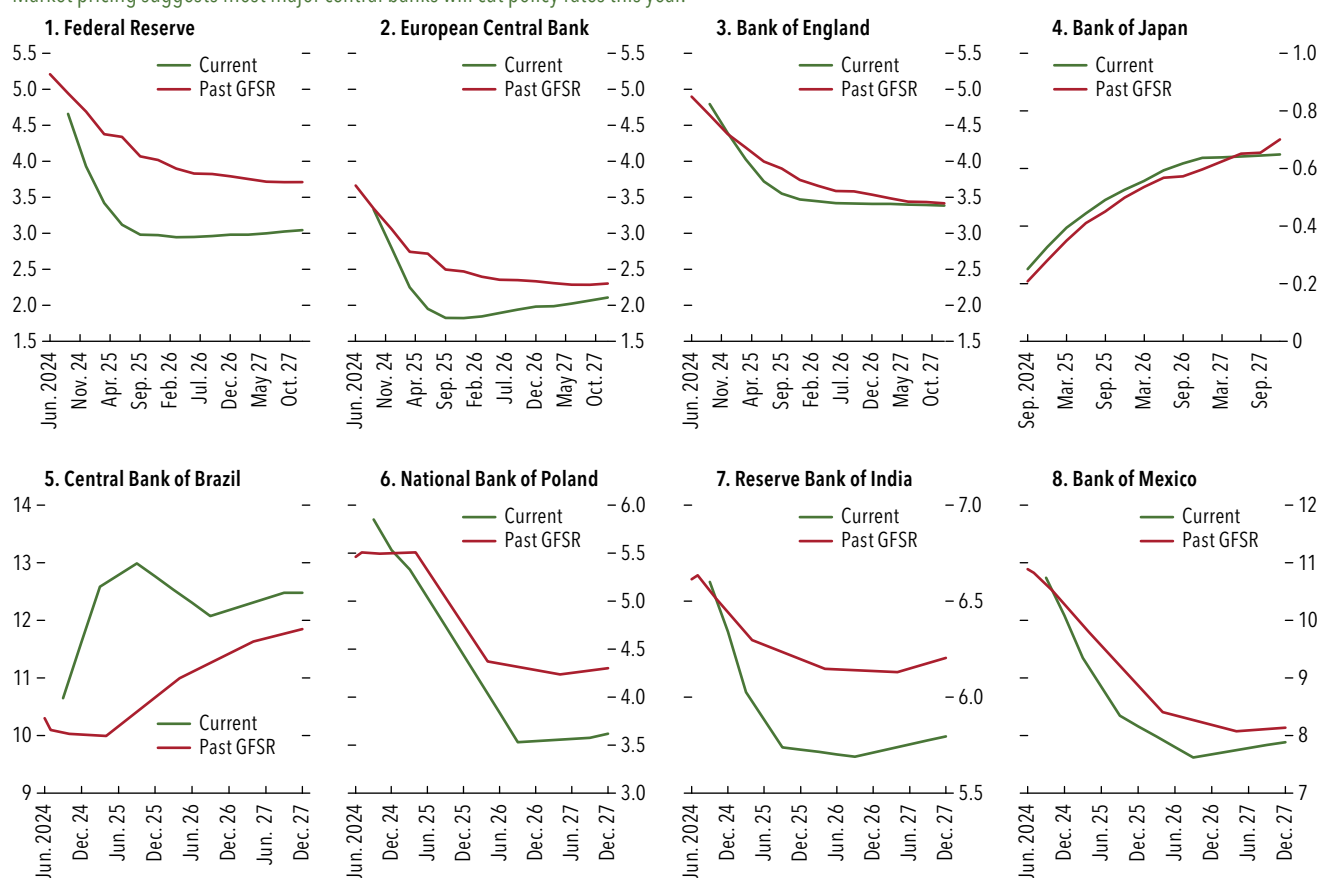 Market pricing suggests most major central banks will cut policy rates this year.
1. Federal Reserve
5.5
5.0
4.5
4.0
3.5
3.0
2.5
2.0
1.5
Current
Past GFSR
Jun. 2024
Nov. 24
Apr. 25
Sep. 25
Feb. 26
Jul. 26
Dec. 26
May 27
Oct. 27
2. European Central Bank
Current
Past GFSR
5.5
5.0
4.5
4.0
3.5
3.0
2.5
2.0
1.5
Jun. 2024
Nov. 24
Apr. 25
Sep. 25
Feb. 26
Jul. 26
Dec. 26
May 27
Oct. 27
3. Bank of England
Current
Past GFSR
5.5
5.0
4.5
4.0
3.5
3.0
2.5
2.0
1.5
Jun. 2024
Nov. 24
Apr. 25
Sep. 25
Feb. 26
Jul. 26
Dec. 26
May 27
Oct. 27
4. Bank of Japan
Current
Past GFSR
1.0
0.8
0.6
0.4
0.2
0
Sep. 2024
Mar. 25
Sep. 25
Mar. 26
Sep. 26
Mar. 27
Sep. 27
5. Central Bank of Brazil
14
13
12
11
10
9
Current
Past GFSR
Jun. 2024
Dec. 24
Jun. 25
Dec. 25
Jun. 26
Dec. 26
Jun. 27
Dec. 27
6. National Bank of Poland
Current
Past GFSR
6.0
5.5
5.0
4.5
4.0
3.5
3.0
Jun. 2024
Dec. 24
Jun. 25
Dec. 25
Jun. 26
Dec. 26
Jun. 27
Dec. 27
7. Reserve Bank of India
Current
Past GFSR
7.0
6.5
6.0
5.5
Jun. 2024
Dec. 24
Jun. 25
Dec. 25
Jun. 26
Dec. 26
Jun. 27
Dec. 27
8. Bank of Mexico
Current
Past GFSR
12
11
10
9
8
7
Jun. 2024
Dec. 24
Jun. 25
Dec. 25
Jun. 26
Dec. 26
Jun. 27
Dec. 27